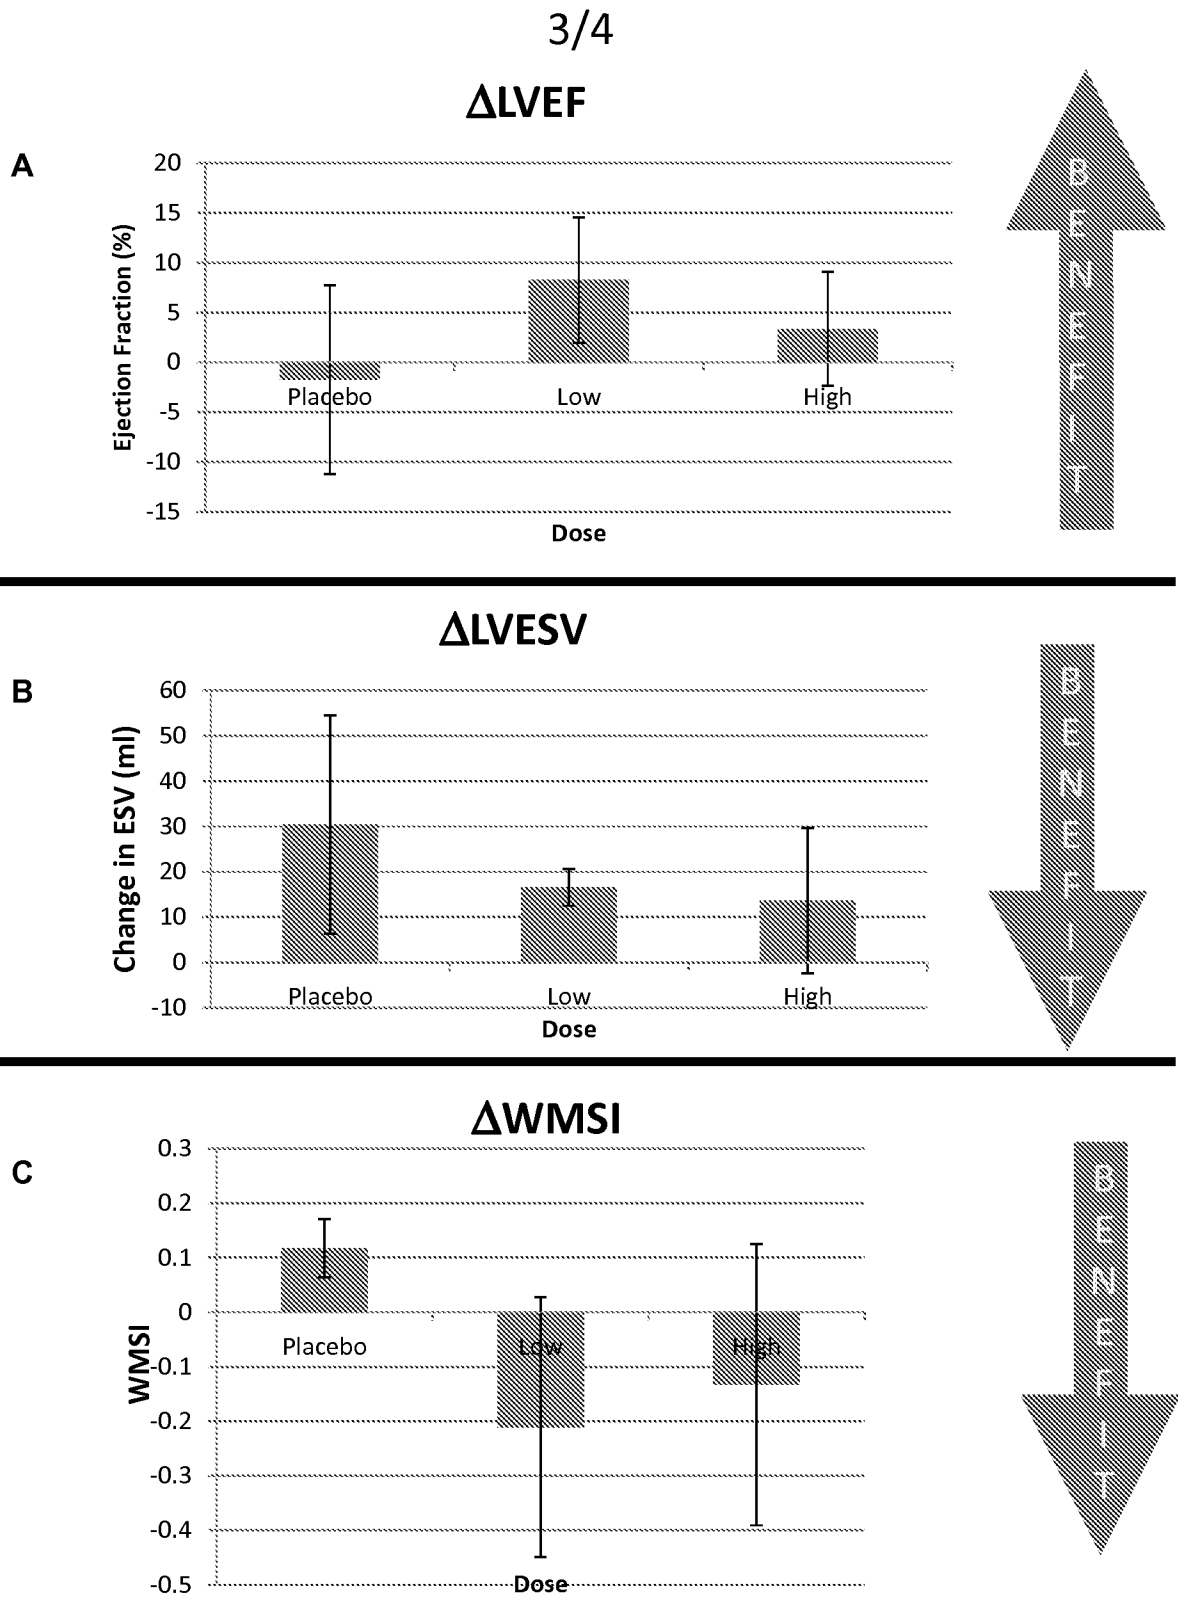 3/4
ΔLVEF
A
20
15
10
5
0
-5
-10
-15
Ejection Fraction (%)
Placebo Low High
Dose
BENEFIT
ΔLVESV
B
60
50
40
30
20
10
0
-10
Change in ESV (ml)
Placebo Low High
Dose
BENEFIT
ΔWMSI
C
0.3
0.2
0.1
0
-0.1
-0.2
-0.3
-0.4
-0.5
WMSI
Placebo Low High
Dose
BENEFIT